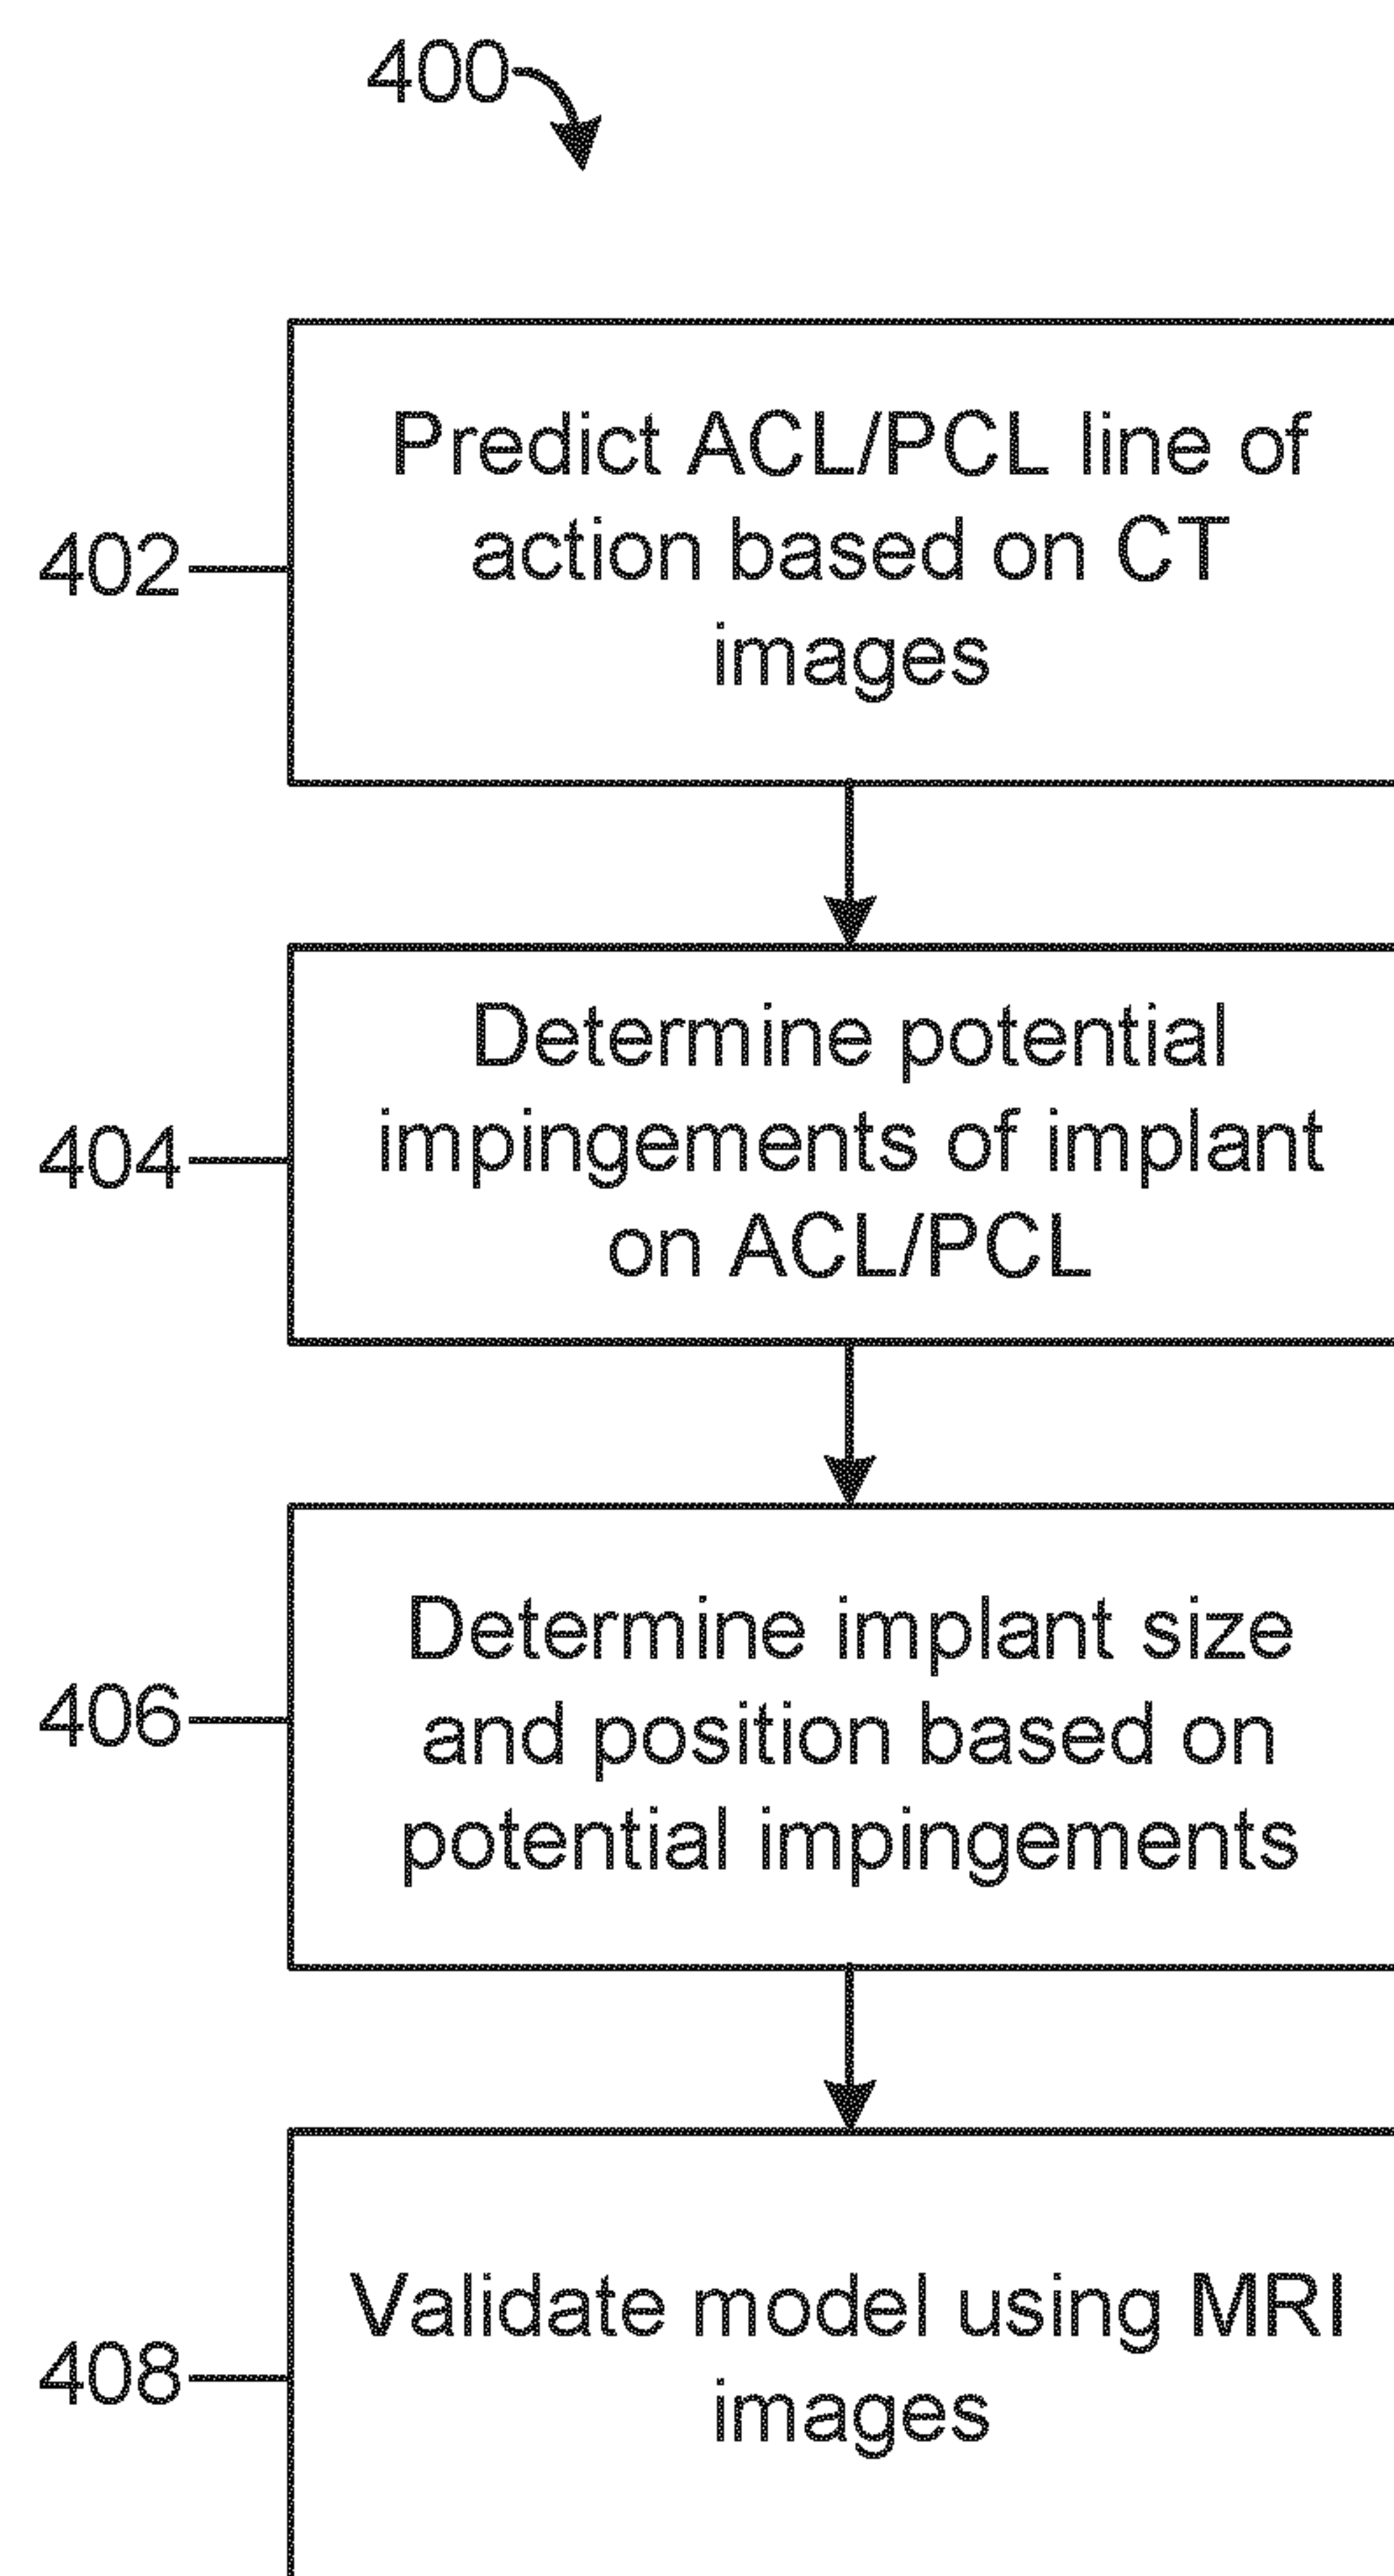 400
402
Predict ACL/PCL line of
action based on CT
images
404
Determine potential
impingements of implant
on ACL/PCL
406
Determine implant size
and position based on
potential impingements
408
Validate model using MRI
images